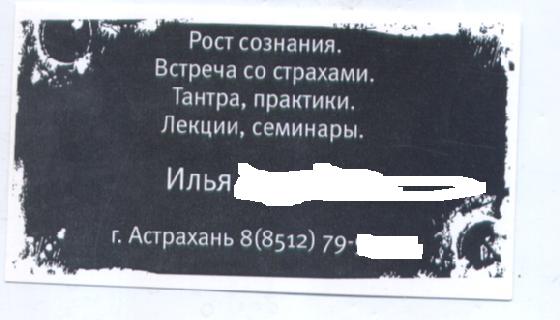 Рост сознания.
Встреча со страхами.
Тантра, практики.
Лекции, семинары.
Илья
г. Астрахань 8(8512) 79-